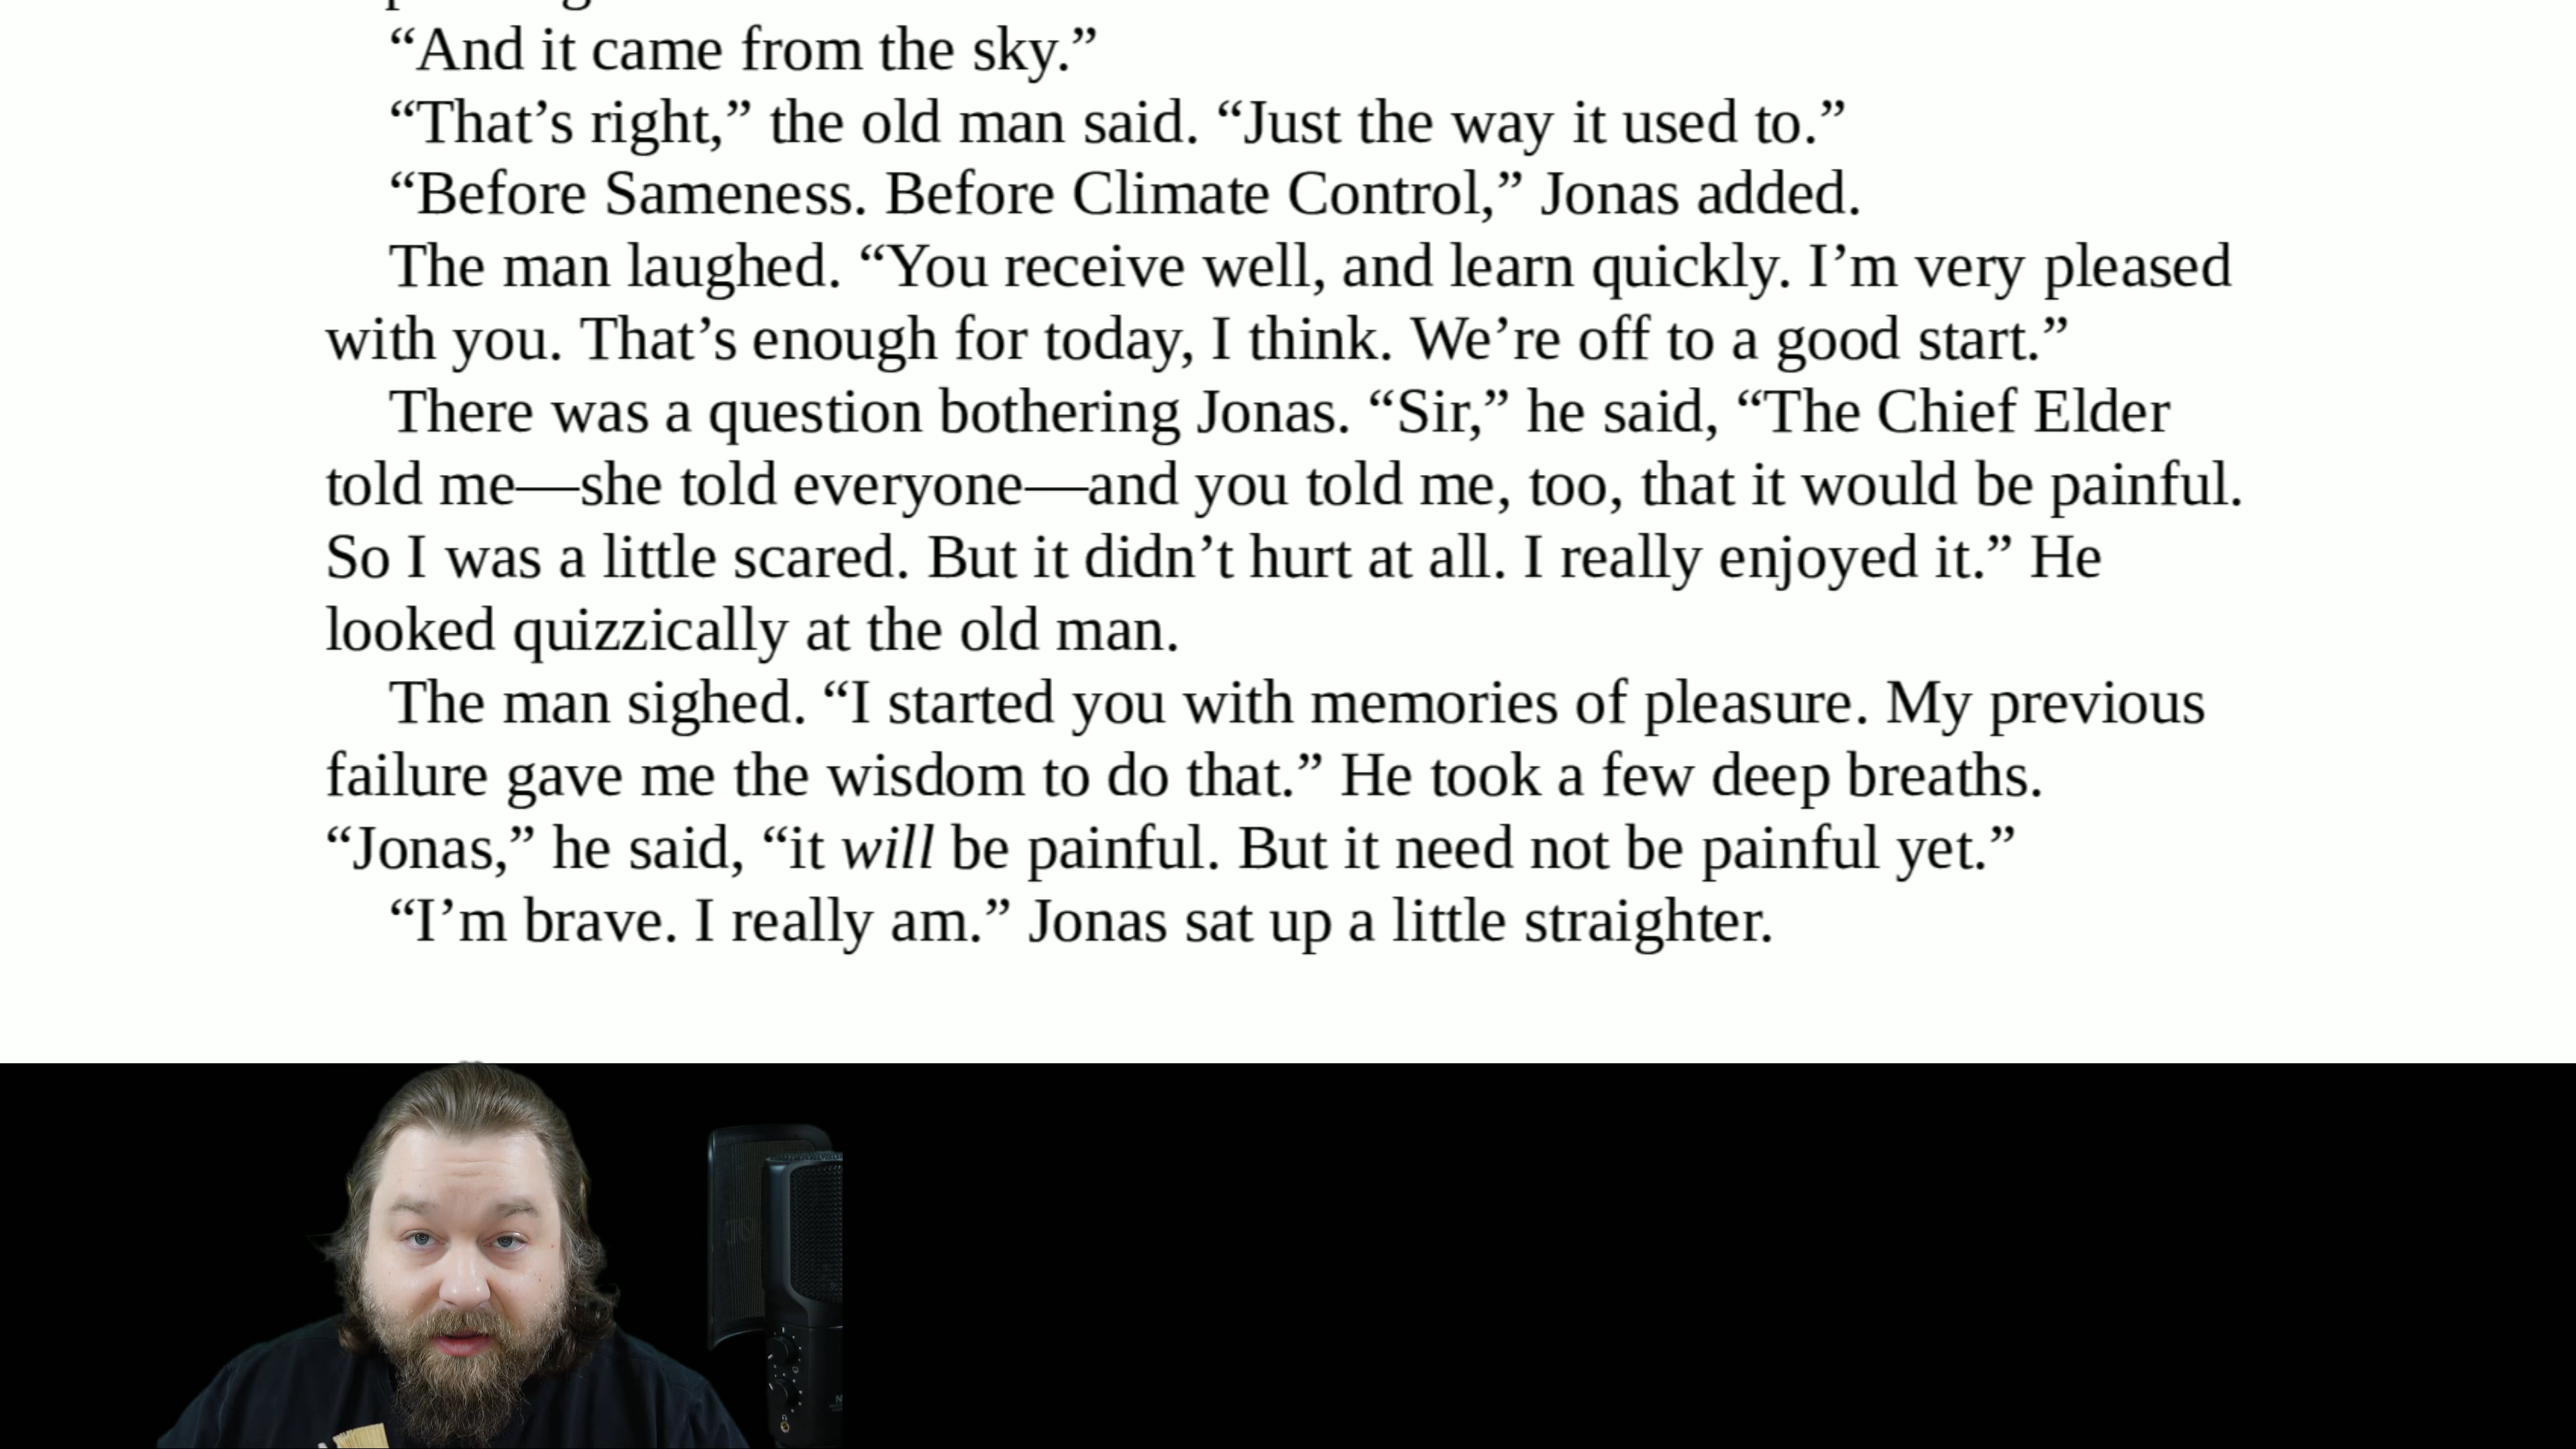 “And it came from the sky.”
“That’s right,” the old man said. “Just the way it used to.”
“Before Sameness. Before Climate Control,” Jonas added.
The man laughed. “You receive well, and learn quickly. I’m very pleased
with you. That’s enough for today, I think. We’re off to a good start.”
There was a question bothering Jonas. “Sir,” he said, “The Chief Elder
told me—she told everyone—and you told me, too, that it would be painful.
So I was a little scared. But it didn’t hurt at all. I really enjoyed it.” He
looked quizzically at the old man.
The man sighed. “I started you with memories of pleasure. My previous
failure gave me the wisdom to do that.” He took a few deep breaths.
“Jonas,” he said, “it will be painful. But it need not be painful yet.”
“I’m brave. I really am.” Jonas sat up a little straighter.